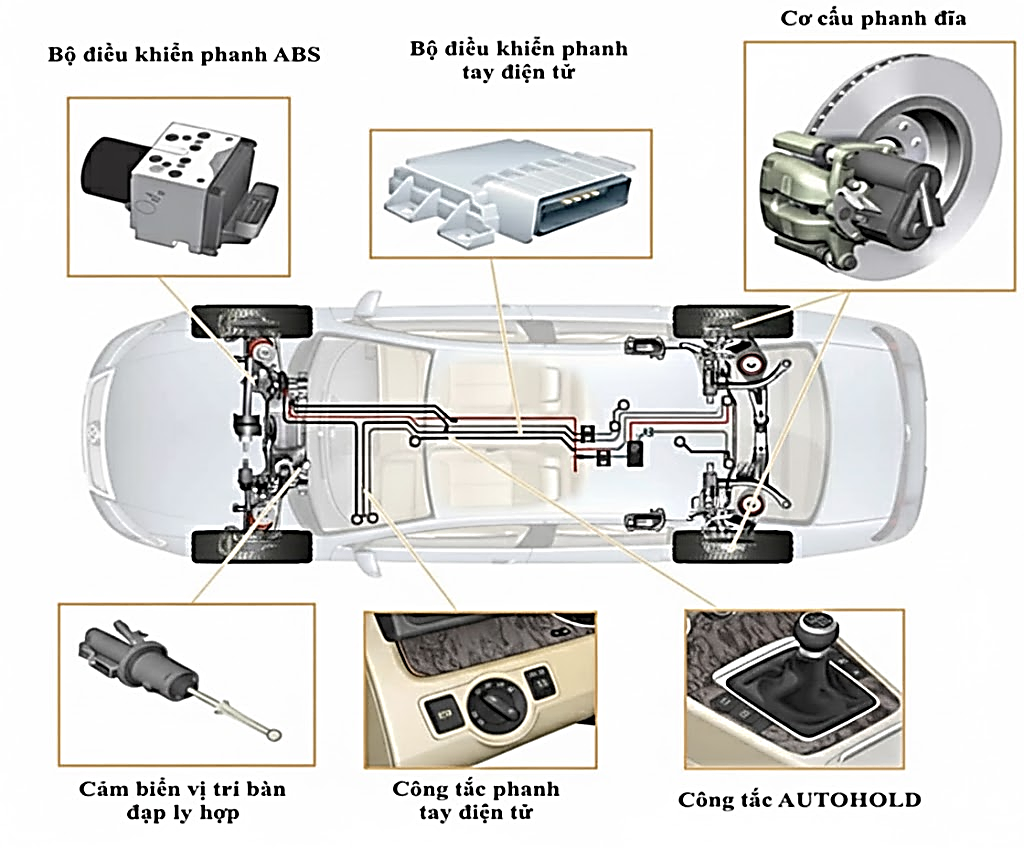 Cơ cấu phanh đĩa
Bộ điều khiển phanh ABS
Bộ điều khiển phanh
tay điện tử
Cảm biến vị tri bàn
đạp ly hợp
Công tắc phanh
tay điện tử
Công tắc AUTOHOLD